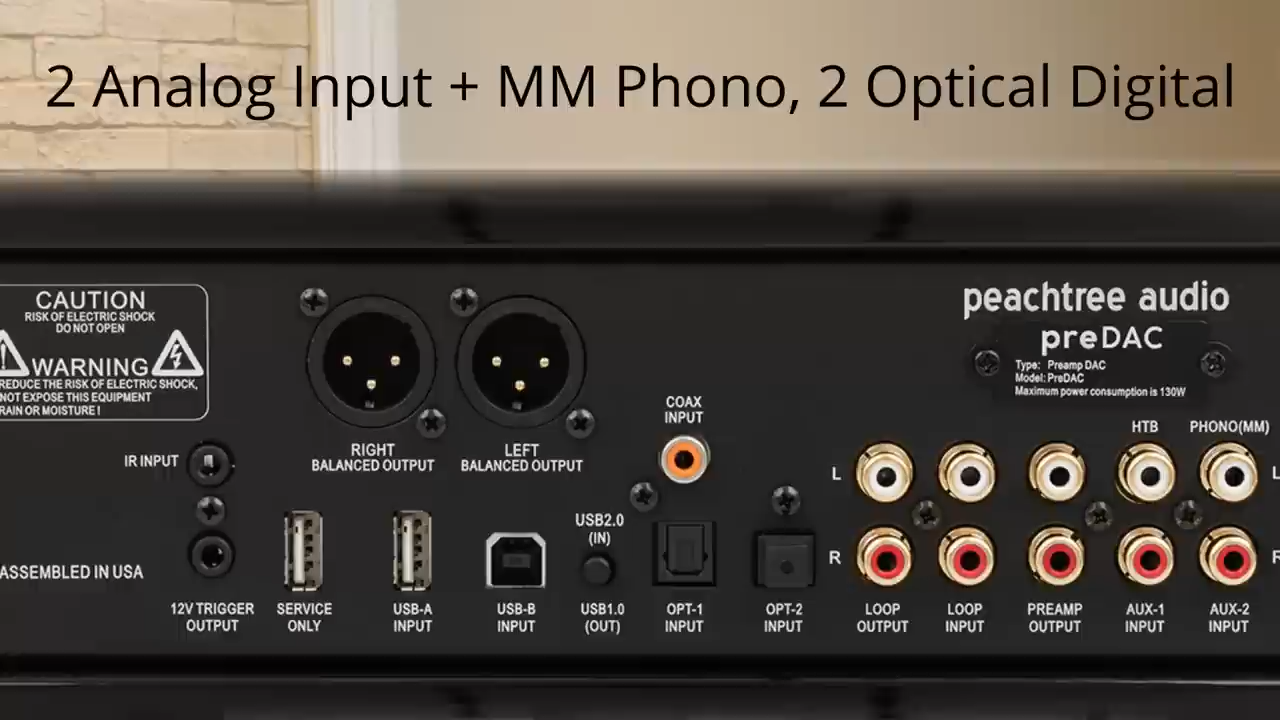 2 Analog Input + MM Phono, 2 Optical Digital
CAUTION
RISK OF ELECTRIC SHOCK
DO NOT OPEN
WARNING
REDUCE THE RISK OF ELECTRIC SHOCK,
NOT EXPOSE THIS EQUIPMENT
RAIN OR MOISTURE !
peachtree audio
preDAC
Type: Preamp DAC
Model: PreDAC
Maximum power consumption is 130W
RIGHT
BALANCED OUTPUT
LEFT
BALANCED OUTPUT
COAX
INPUT
HTB
PHONO(MM)
IR INPUT
L
L
USB2.0
(IN)
R
R
ASSEMBLED IN USA
12V TRIGGER
OUTPUT
SERVICE
ONLY
USB-A
INPUT
USB-B
INPUT
USB1.0
(OUT)
OPT-1
INPUT
OPT-2
INPUT
LOOP
OUTPUT
LOOP
INPUT
PREAMP
OUTPUT
AUX-1
INPUT
AUX-2
INPUT